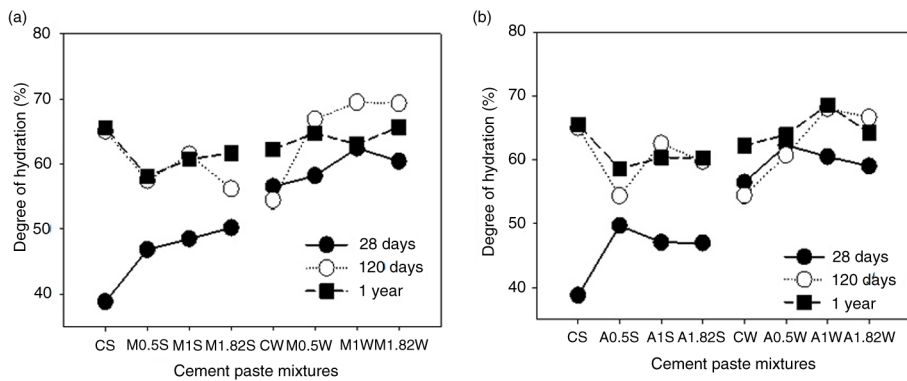 (a)
80
70
60
50
40
Degree of hydration (%)
28 days
120 days
1 year
CS M0.5S M1S M1.82S CW M0.5W M1WM1.82W
Cement paste mixtures
(b)
80
70
60
50
40
Degree of hydration (%)
28 days
120 days
1 year
CS A0.5S A1S A1.82S CW A0.5W A1W A1.82W
Cement paste mixtures